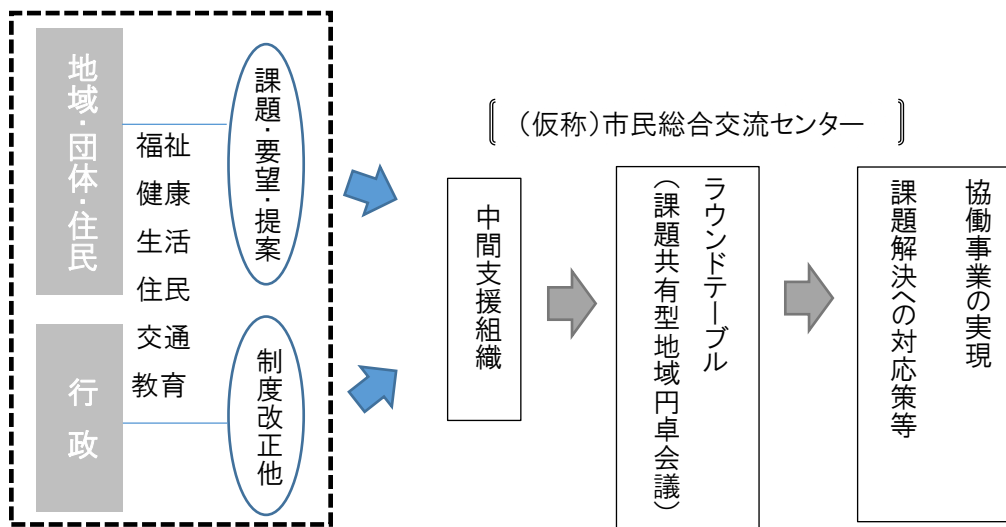 地域・団体・住民
福祉
健康
生活
住民
交通
教育
課題・要望・提案
行政
制度改正他
（仮称）市民総合交流センター
中間支援組織
ラウンドテーブル
（課題共有型地域円卓会議）
協働事業の実現
課題解決への対応策等